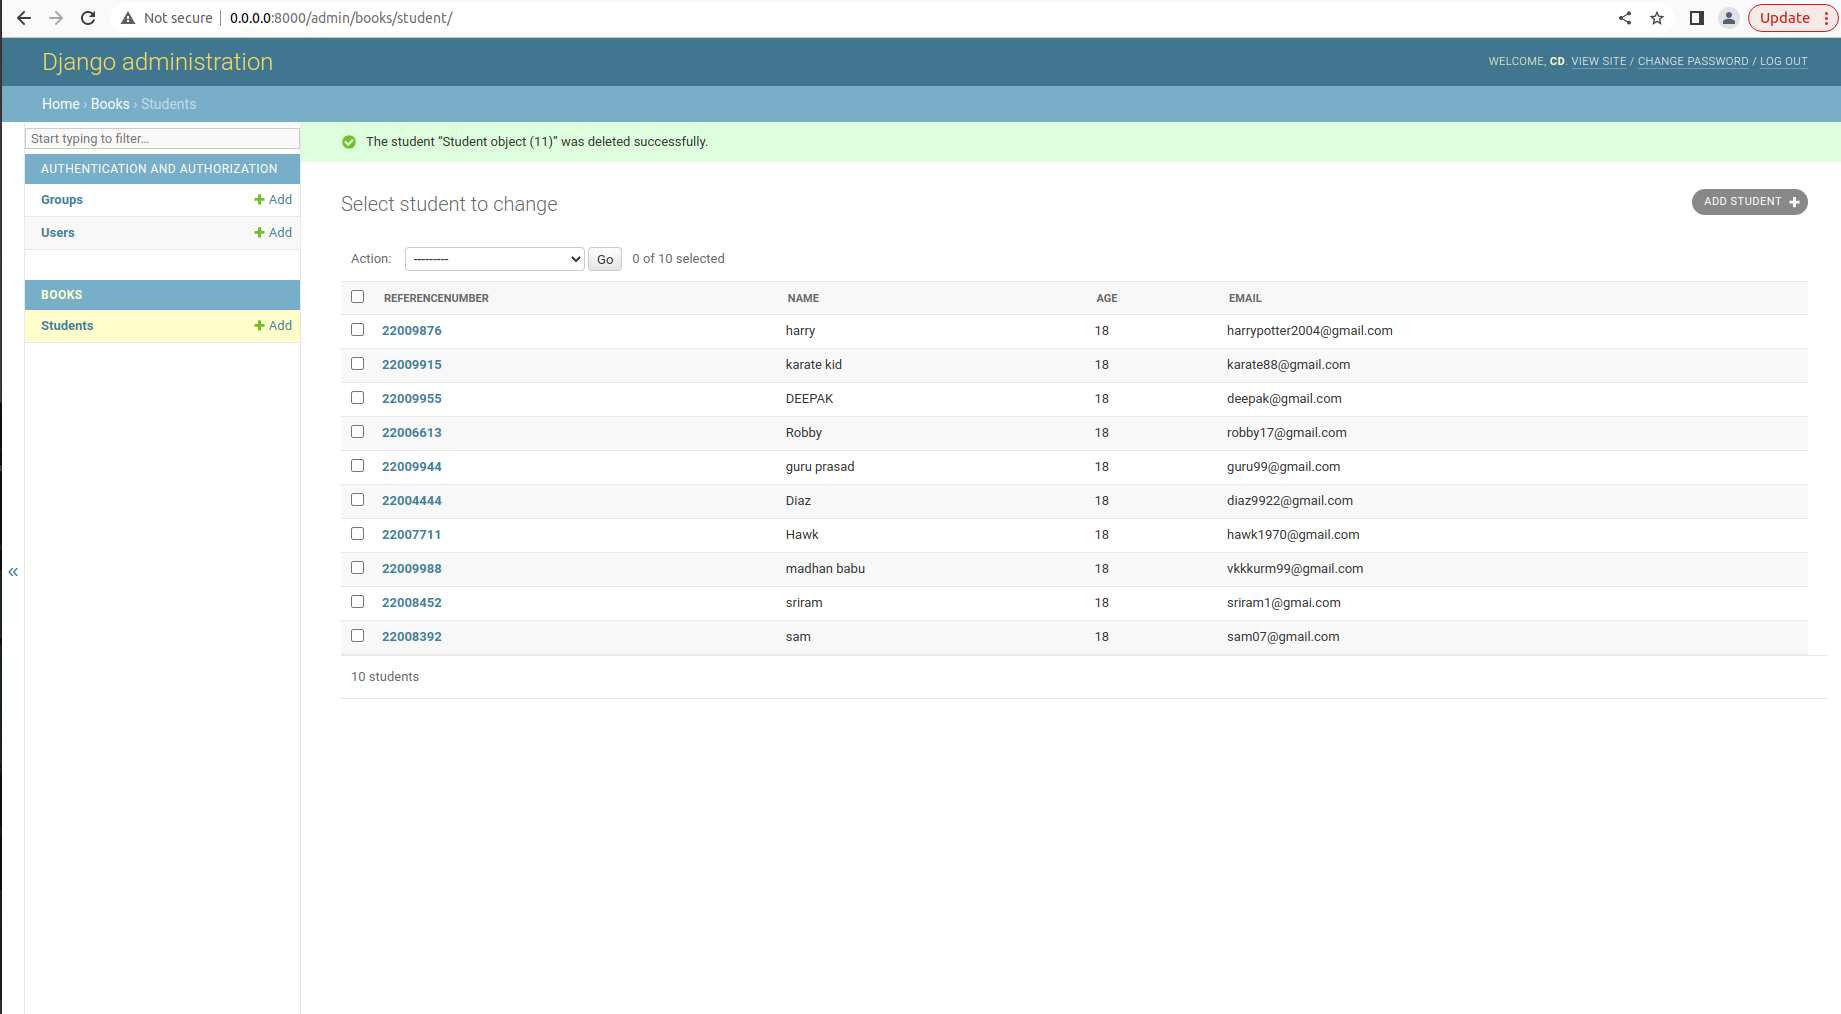 Not secure | 0.0.0.0:8000/admin/books/student/ Update
Django administration
WELCOME, CD. VIEW SITE / CHANGE PASSWORD / LOG OUT
Home › Books › Students
Start typing to filter...
AUTHENTICATION AND AUTHORIZATION
Groups + Add
Users + Add
BOOKS
Students + Add
«
The student “Student object (11)” was deleted successfully.
Select student to change
ADD STUDENT +
Action: --------- Go 0 of 10 selected
REFERENCENUMBER NAME AGE EMAIL
22009876 harry 18 harrypotter2004@gmail.com
22009915 karate kid 18 karate88@gmail.com
22009955 DEEPAK 18 deepak@gmail.com
22006613 Robby 18 robby17@gmail.com
22009944 guru prasad 18 guru99@gmail.com
22004444 Diaz 18 diaz9922@gmail.com
22007711 Hawk 18 hawk1970@gmail.com
22009988 madhan babu 18 vkkkurm99@gmail.com
22008452 sriram 18 sriram1@gmai.com
22008392 sam 18 sam07@gmail.com
10 students